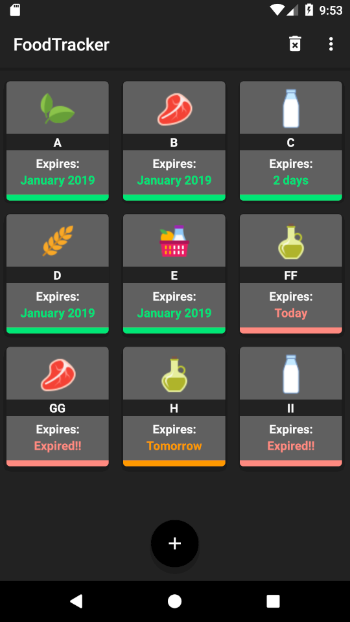 9:53
FoodTracker
A
B
C
Expires:
January 2019
Expires:
January 2019
Expires:
2 days
D
E
FF
Expires:
January 2019
Expires:
January 2019
Expires:
Today
GG
H
II
Expires:
Expired!!
Expires:
Tomorrow
Expires:
Expired!!